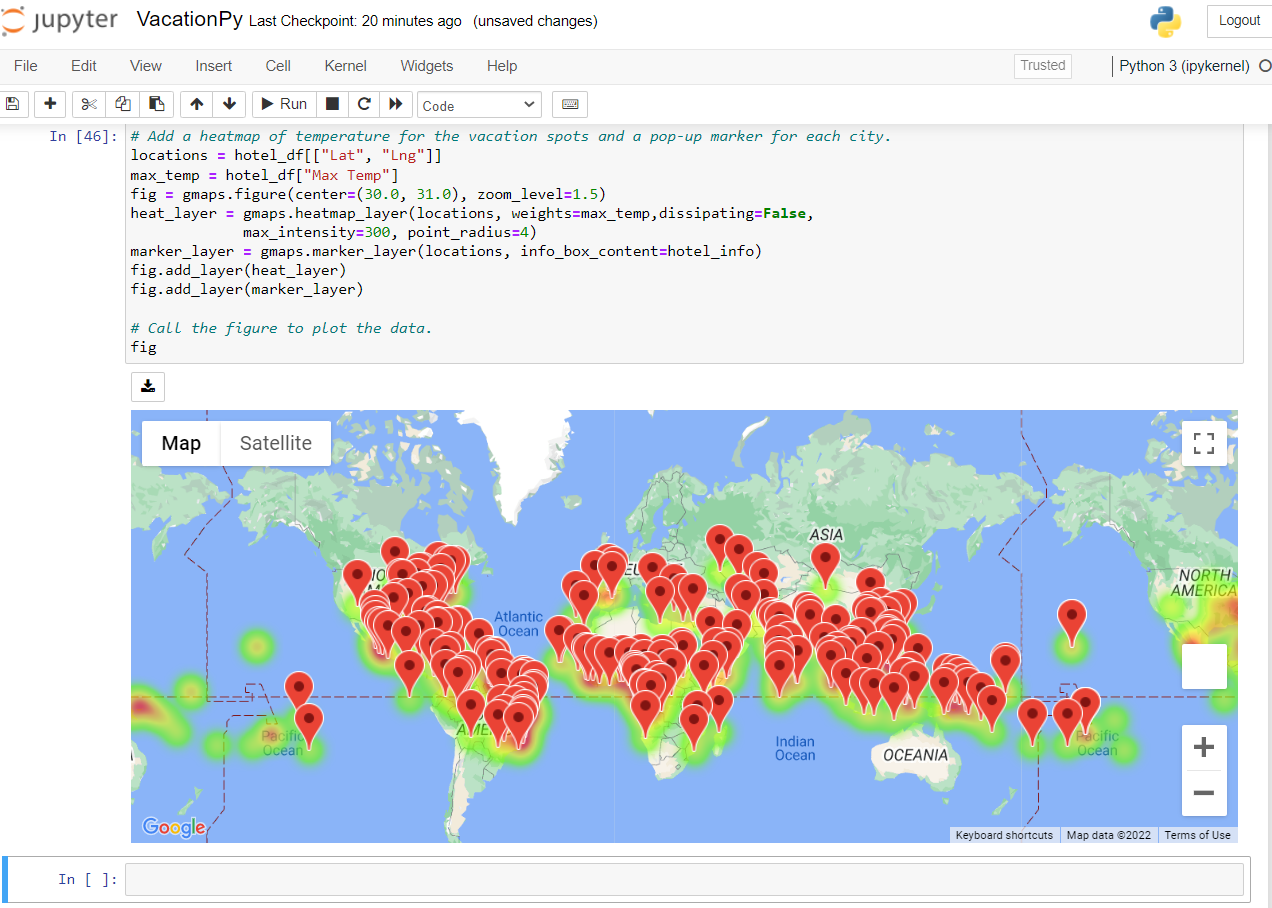 jupyter VacationPy Last Checkpoint: 20 minutes ago (unsaved changes) Logout
File Edit View Insert Cell Kernel Widgets Help Trusted Python 3 (ipykernel)
Run Code
In [46]: # Add a heatmap of temperature for the vacation spots and a pop-up marker for each city.
locations = hotel_df[["Lat", "Lng"]]
max_temp = hotel_df["Max Temp"]
fig = gmaps.figure(center=(30.0, 31.0), zoom_level=1.5)
heat_layer = gmaps.heatmap_layer(locations, weights=max_temp,dissipating=False,
max_intensity=300, point_radius=4)
marker_layer = gmaps.marker_layer(locations, info_box_content=hotel_info)
fig.add_layer(heat_layer)
fig.add_layer(marker_layer)
# Call the figure to plot the data.
fig
Map Satellite
ASIA
NORTH
AMERICA
Atlantic
Ocean
Pacific
Ocean
Indian
Ocean
OCEANIA
Pacific
Ocean
Google
Keyboard shortcuts Map data ©2022 Terms of Use
In [ ]: